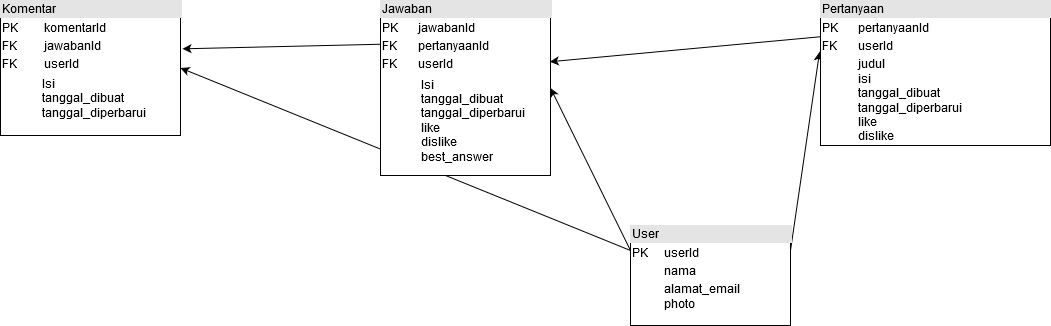 Komentar
PK komentarId
FK jawabanId
FK userId
Isi
tanggal_dibuat
tanggal_diperbarui
Jawaban
PK jawabanId
FK pertanyaanId
FK userId
Isi
tanggal_dibuat
tanggal_diperbarui
like
dislike
best_answer
Pertanyaan
PK pertanyaanId
FK userId
judul
isi
tanggal_dibuat
tanggal_diperbarui
like
dislike
User
PK userId
nama
alamat_email
photo